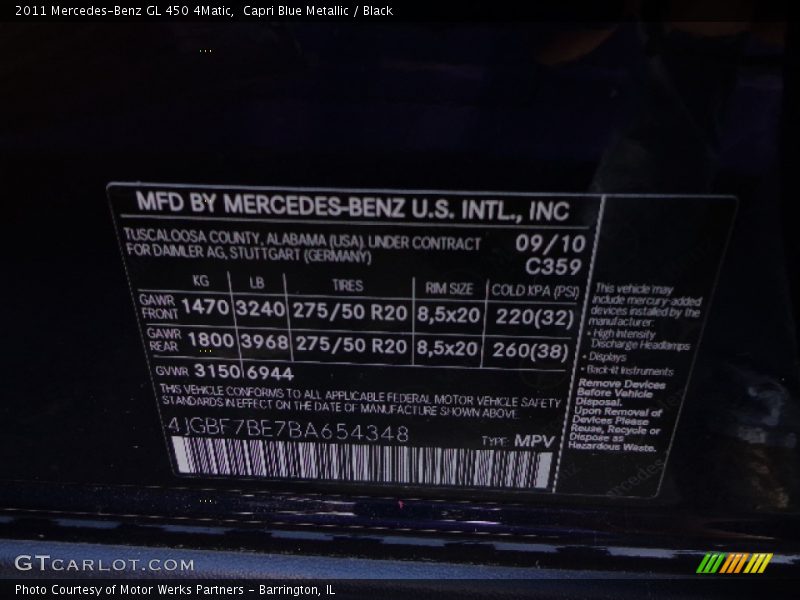 2011 Mercedes-Benz GL 450 4Matic,  Capri Blue Metallic / Black
MFD BY MERCEDES-BENZ U.S. INTL., INC
TUSCALOOSA COUNTY, ALABAMA (USA), UNDER CONTRACT
FOR DAIMLER AG, STUTTGART (GERMANY)
09/10
C359
KG LB TIRES RIM SIZE COLD KPA (PSI)
GAWR FRONT 1470 3240 275/50 R20 8,5x20 220(32)
GAWR REAR 1800 3968 275/50 R20 8,5x20 260(38)
GVWR 3150 6944
THIS VEHICLE CONFORMS TO ALL APPLICABLE FEDERAL MOTOR VEHICLE SAFETY
STANDARDS IN EFFECT ON THE DATE OF MANUFACTURE SHOWN ABOVE.
4JGBF7BE7BA654348
TYPE: MPV
This vehicle may
include mercury-added
devices installed by the
manufacturer:
• High Intensity
Discharge Headlamps
• Displays
• Back-lit Instruments
Remove Devices
Before Vehicle
Disposal.
Upon Removal of
Devices Please
Reuse, Recycle or
Dispose as
Hazardous Waste.
GTCARLOT.COM
Photo Courtesy of Motor Werks Partners - Barrington, IL